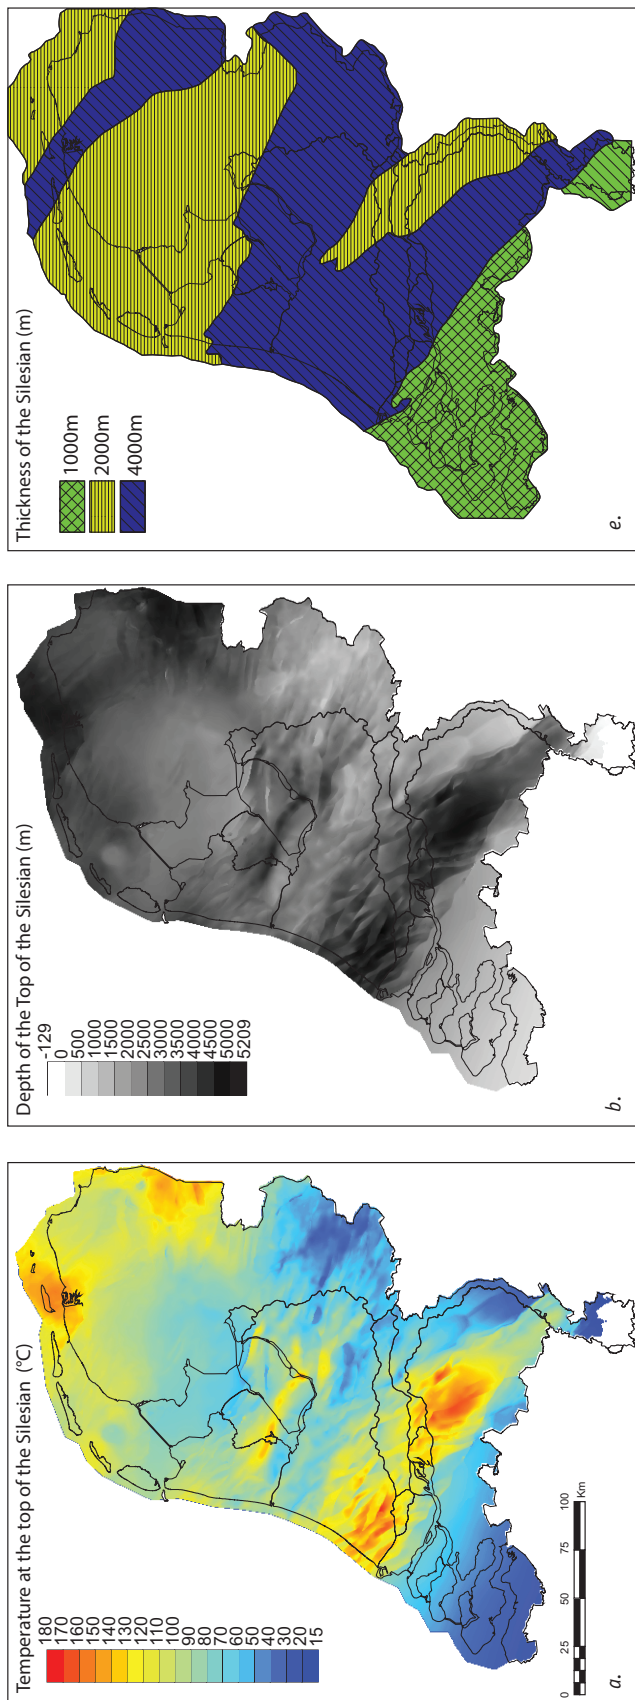 Temperature at the top of the Silesian (°C)
180
170
160
150
140
130
120
110
100
90
80
70
60
50
40
30
20
15
0 25 50 75 100
Km
a.
Depth of the Top of the Silesian (m)
-129
0
500
1000
1500
2000
2500
3000
3500
4000
4500
5000
5209
b.
Thickness of the Silesian (m)
1000m
2000m
4000m
e.